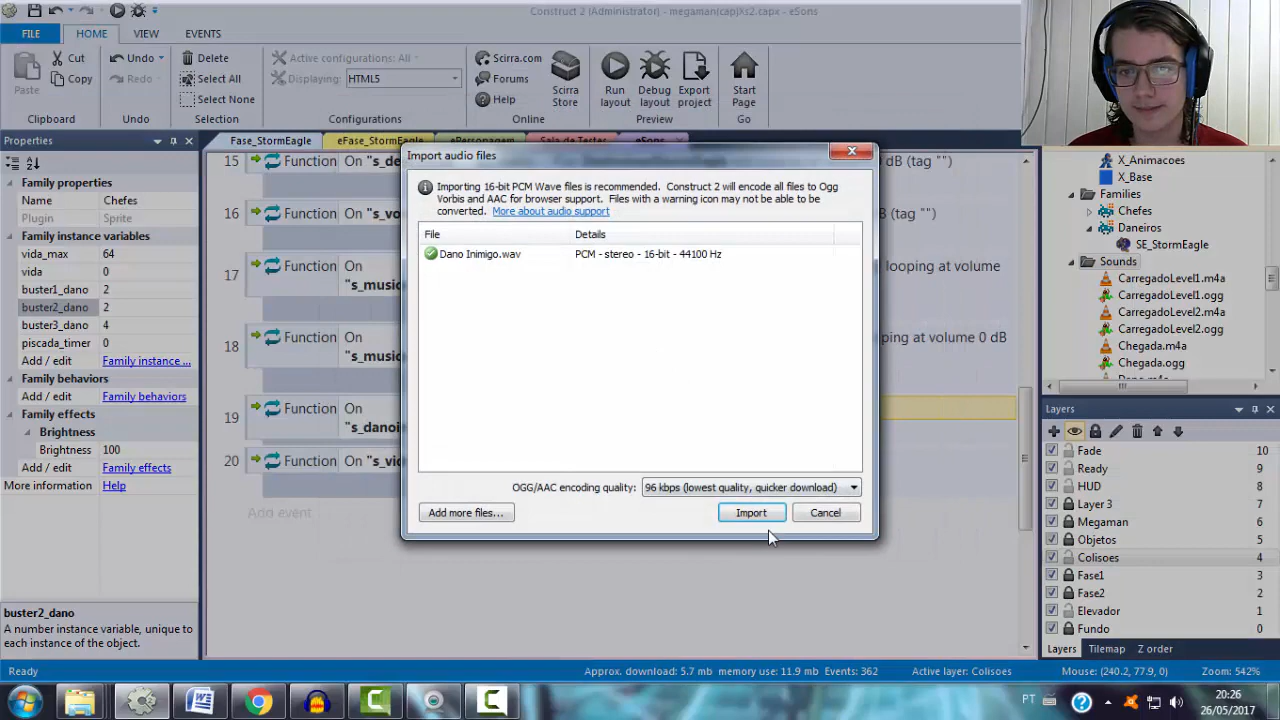 Construct 2 (Administrator) - megaman(cap)Xs2.capx - eSons
FILE
HOME
VIEW
EVENTS
Paste
Cut
Copy
Clipboard
Undo
Redo
Undo
Delete
Select All
Select None
Selection
Active configurations: All
Displaying:
HTML5
Configurations
Scirra.com
Forums
Help
Scirra Store
Online
Run layout
Debug layout
Export project
Preview
Start Page
Go
Properties
Fase_StormEagle
eFase_StormEagle
ePersonagem
Sala de Testes
eSons
Family properties
Name Chefes
Plugin Sprite
Family instance variables
vida_max 64
vida 0
buster1_dano 2
buster2_dano 2
buster3_dano 4
piscada_timer 0
Add / edit Family instance ...
Family behaviors
Add / edit Family behaviors
Family effects
Brightness
Brightness 100
Add / edit Family effects
More information Help
buster2_dano
A number instance variable, unique to each instance of the object.
15 Function On "s_de
0 dB (tag "")
16 Function On "s_vo
dB (tag "")
17 Function On
"s_music
looping at volume
18 Function On
"s_music
ping at volume 0 dB
19 Function On
"s_danoi
20 Function On "s_vic
Add event
Import audio files
Importing 16-bit PCM Wave files is recommended. Construct 2 will encode all files to Ogg
Vorbis and AAC for browser support. Files with a warning icon may not be able to be
converted. More about audio support
File Details
Dano Inimigo.wav PCM - stereo - 16-bit - 44100 Hz
OGG/AAC encoding quality: 96 kbps (lowest quality, quicker download)
Add more files...
Import
Cancel
X_Animacoes
X_Base
Families
Chefes
Daneiros
SE_StormEagle
Sounds
CarregadoLevel1.m4a
CarregadoLevel1.ogg
CarregadoLevel2.m4a
CarregadoLevel2.ogg
Chegada.m4a
Chegada.ogg
Layers
Fade 10
Ready 9
HUD 8
Layer 3 7
Megaman 6
Objetos 5
Colisoes 4
Fase1 3
Fase2 2
Elevador 1
Fundo 0
Layers Tilemap Z order
Ready
Approx. download: 5.7 mb memory use: 11.9 mb Events: 362
Active layer: Colisoes
Mouse: (240.2, 77.9, 0)
Zoom: 542%
PT
20:26
26/05/2017